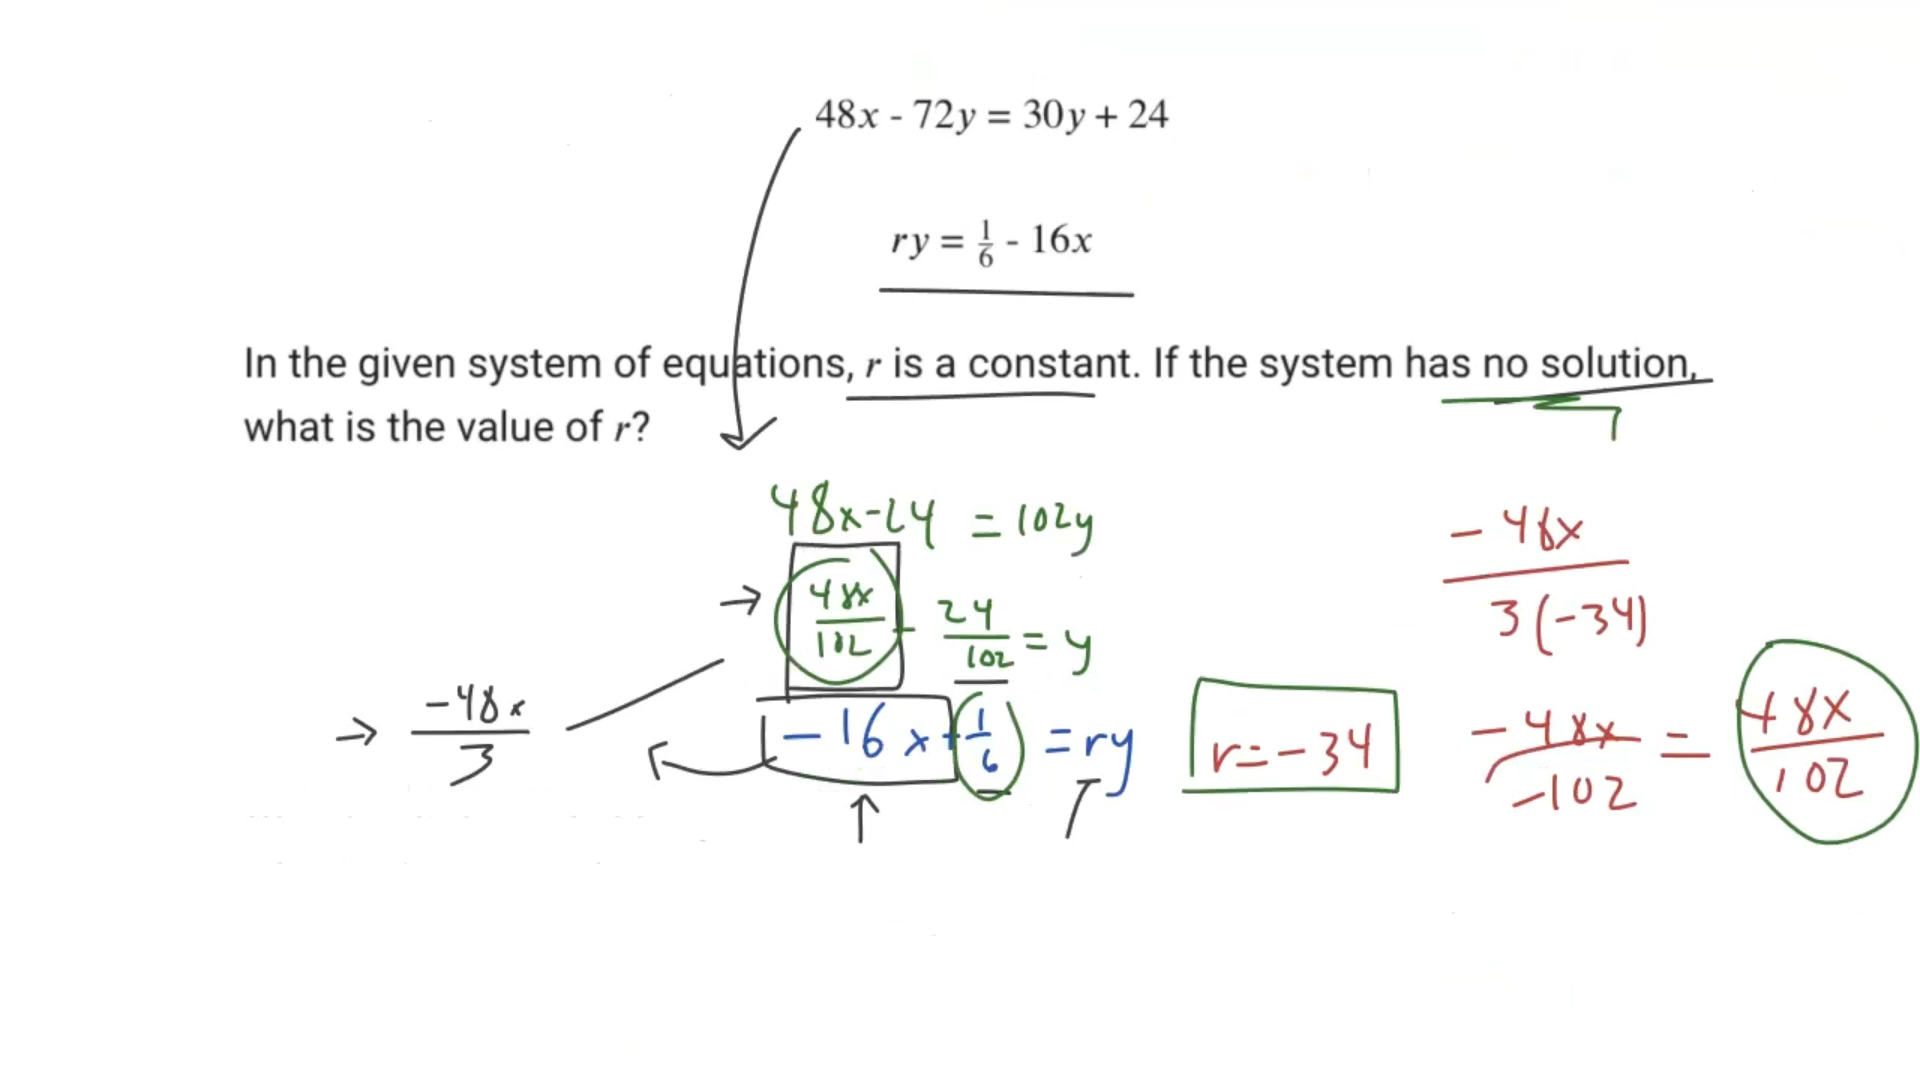 48x - 72y = 30y + 24
ry = 1/6 - 16x
In the given system of equations, r is a constant. If the system has no solution,
what is the value of r?
48x-24 = 102y
48x/102 - 24/102 = y
-16x + 1/6 = ry
-48x/3
r = -34
-48x/3(-34)
-48x/-102 = 48x/102